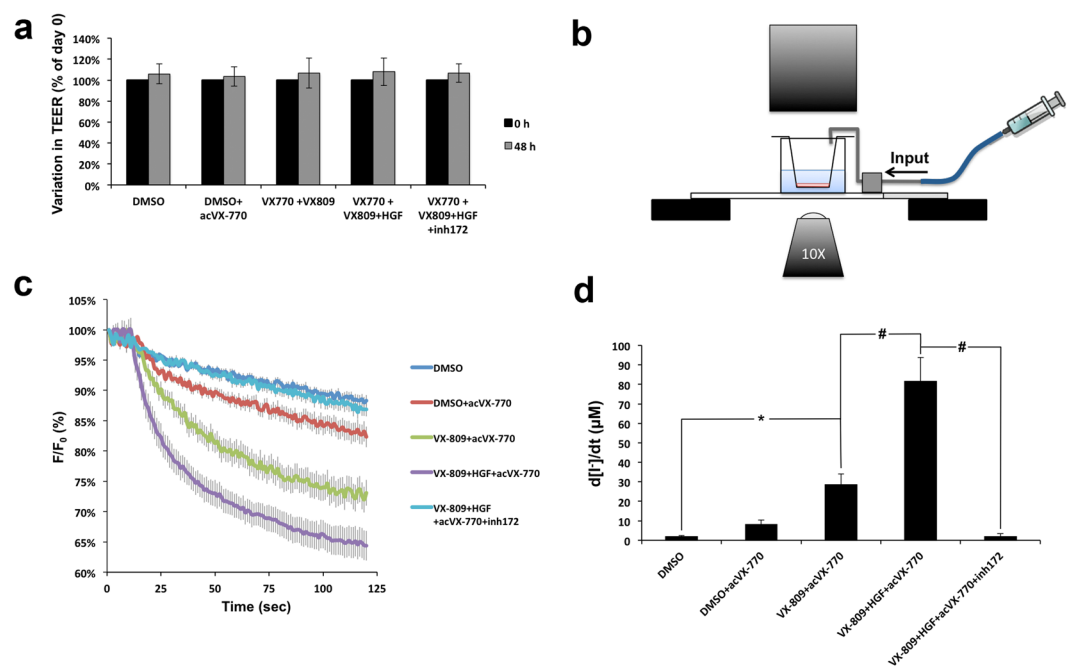 a
Variation in TEER (% of day 0)
140%
120%
100%
80%
60%
40%
20%
0%
DMSO
DMSO+
acVX-770
VX770 +VX809
VX770 +
VX809+HGF
VX770 +
VX809+HGF
+inh172
0 h
48 h
b
Input
10X
c
F/F0 (%)
105%
100%
95%
90%
85%
80%
75%
70%
65%
60%
0
25
50
75
100
125
Time (sec)
DMSO
DMSO+acVX-770
VX-809+acVX-770
VX-809+HGF+acVX-770
VX-809+HGF
+acVX-770+inh172
d
d[I-]/dt (µM)
100
90
80
70
60
50
40
30
20
10
0
*
#
#
DMSO
DMSO+acVX-770
VX-809+acVX-770
VX-809+HGF+acVX-770
VX-809+HGF+acVX-770+inh172